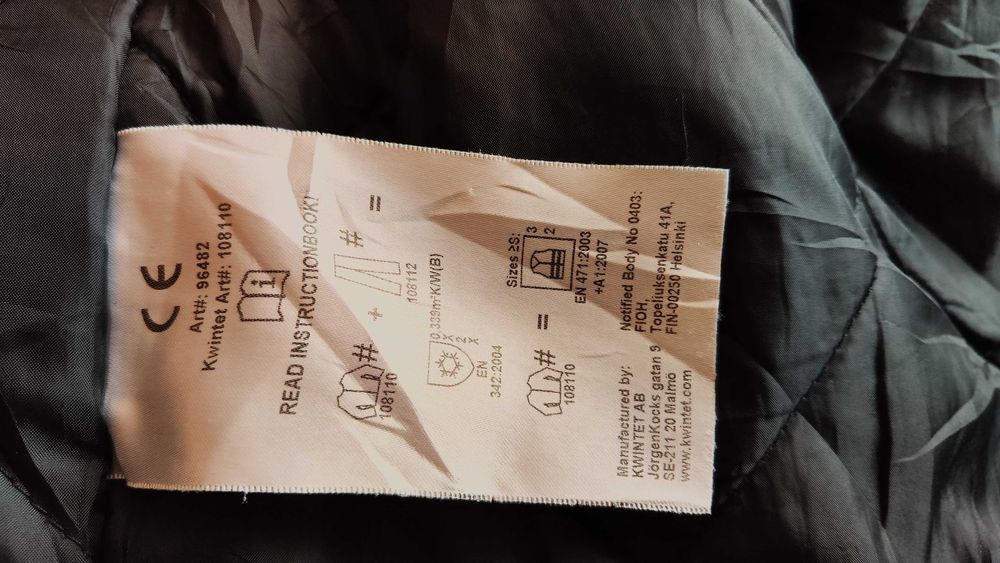 CE
Art#: 96482
Kwintet Art#: 108110
i
READ INSTRUCTIONBOOK!
# + # =
108110 108112
0.339m²K/W(B)
X
2
X
EN
342:2004
Sizes ≥S:
# =
108110
3
2
EN 471:2003
+A1:2007
Manufactured by:
KWINTET AB
JörgenKocks gatan 9
SE-211 20 Malmö
www.kwintet.com
Notified Body No 0403:
FIOH,
Topeliuksenkatu 41A,
FIN-00250 Helsinki